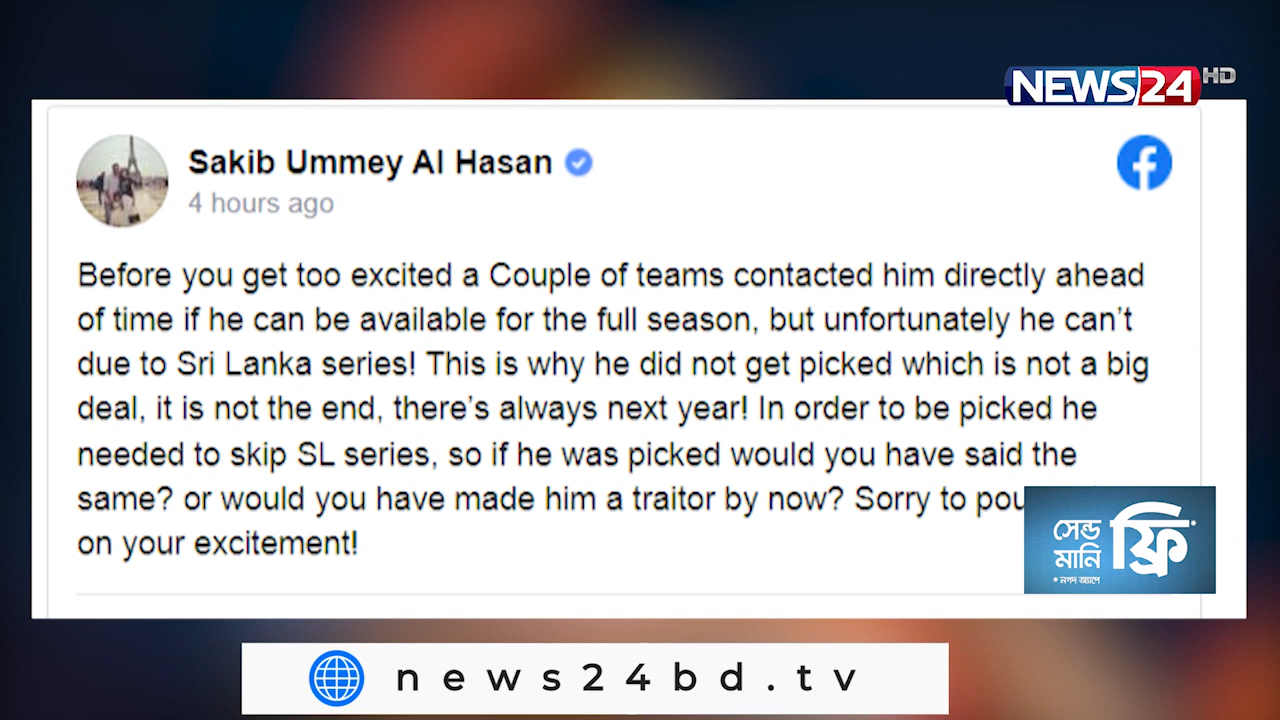 NEWS24 HD
Sakib Ummey Al Hasan
4 hours ago
Before you get too excited a Couple of teams contacted him directly ahead
of time if he can be available for the full season, but unfortunately he can't
due to Sri Lanka series! This is why he did not get picked which is not a big
deal, it is not the end, there's always next year! In order to be picked he
needed to skip SL series, so if he was picked would you have said the
same? or would you have made him a traitor by now? Sorry to pou
on your excitement!
সেন্ড
মানি
ফ্রি*
* নগদ অ্যাপে
news24bd.tv